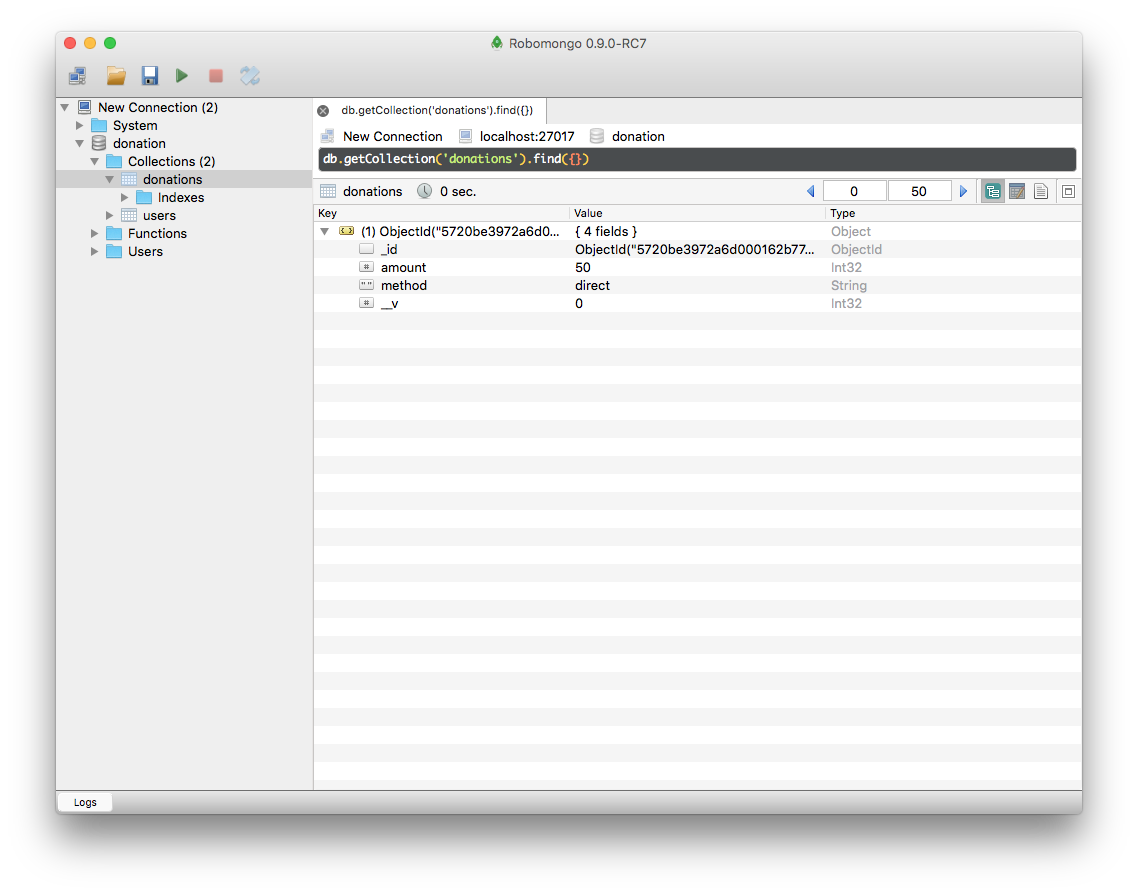 Robomongo 0.9.0-RC7
New Connection (2)
System
donation
Collections (2)
donations
Indexes
users
Functions
Users
db.getCollection('donations').find({})
New Connection localhost:27017 donation
db.getCollection('donations').find({})
donations 0 sec. 0 50
Key Value Type
(1) ObjectId("5720be3972a6d0... { 4 fields } Object
_id ObjectId("5720be3972a6d000162b77... ObjectId
# amount 50 Int32
"" method direct String
# __v 0 Int32
Logs